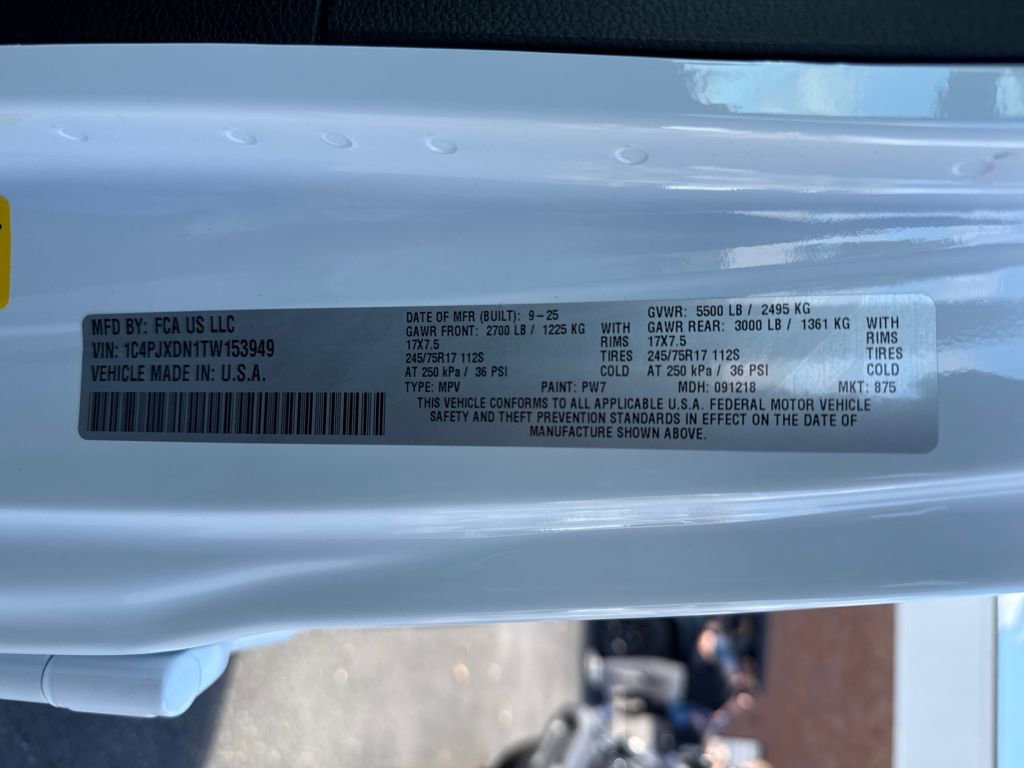 MFD BY: FCA US LLC
VIN: 1C4PJXDN1TW153949
VEHICLE MADE IN: U.S.A.
DATE OF MFR (BUILT): 9-25
GAWR FRONT: 2700 LB / 1225 KG WITH
17X7.5 RIMS
245/75R17 112S TIRES
AT 250 kPa / 36 PSI COLD
GVWR: 5500 LB / 2495 KG
GAWR REAR: 3000 LB / 1361 KG WITH
17X7.5 RIMS
245/75R17 112S TIRES
AT 250 kPa / 36 PSI COLD
TYPE: MPV PAINT: PW7 MDH: 091218 MKT: 875
THIS VEHICLE CONFORMS TO ALL APPLICABLE U.S.A. FEDERAL MOTOR VEHICLE
SAFETY AND THEFT PREVENTION STANDARDS IN EFFECT ON THE DATE OF
MANUFACTURE SHOWN ABOVE.